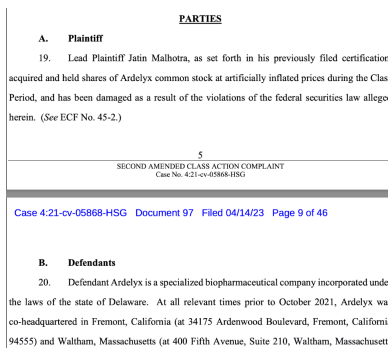 PARTIES
A. Plaintiff
19. Lead Plaintiff Jatin Malhotra, as set forth in his previously filed certification
acquired and held shares of Ardelyx common stock at artificially inflated prices during the Clas
Period, and has been damaged as a result of the violations of the federal securities law allege
herein. (See ECF No. 45-2.)
5
SECOND AMENDED CLASS ACTION COMPLAINT
Case No. 4:21-cv-05868-HSG
Case 4:21-cv-05868-HSG Document 97 Filed 04/14/23 Page 9 of 46
B. Defendants
20. Defendant Ardelyx is a specialized biopharmaceutical company incorporated unde
the laws of the state of Delaware. At all relevant times prior to October 2021, Ardelyx wa
co-headquartered in Fremont, California (at 34175 Ardenwood Boulevard, Fremont, Californi
94555) and Waltham, Massachusetts (at 400 Fifth Avenue, Suite 210, Waltham, Massachusett